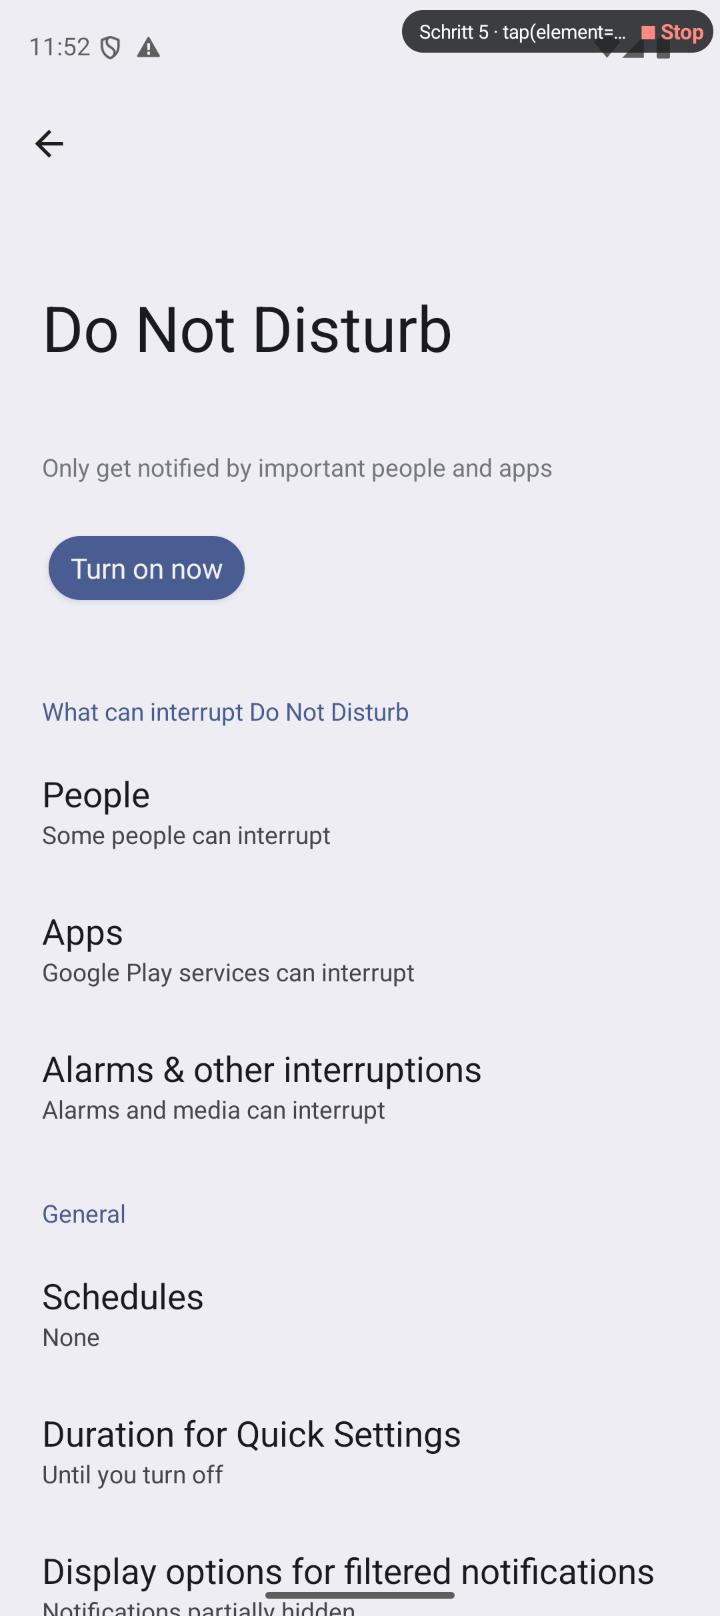 11:52
Schritt 5 · tap(element=... Stop
Do Not Disturb
Only get notified by important people and apps
Turn on now
What can interrupt Do Not Disturb
People
Some people can interrupt
Apps
Google Play services can interrupt
Alarms & other interruptions
Alarms and media can interrupt
General
Schedules
None
Duration for Quick Settings
Until you turn off
Display options for filtered notifications
Notifications partially hidden